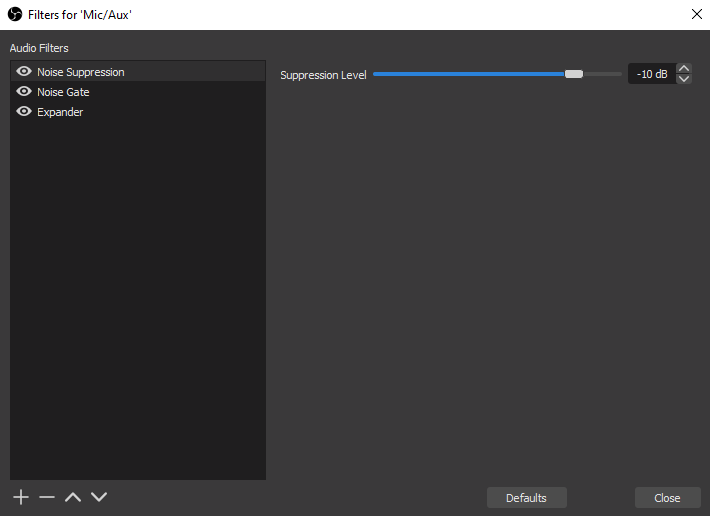 Filters for 'Mic/Aux'
Audio Filters
Noise Suppression
Noise Gate
Expander
Suppression Level
-10 dB
Defaults
Close